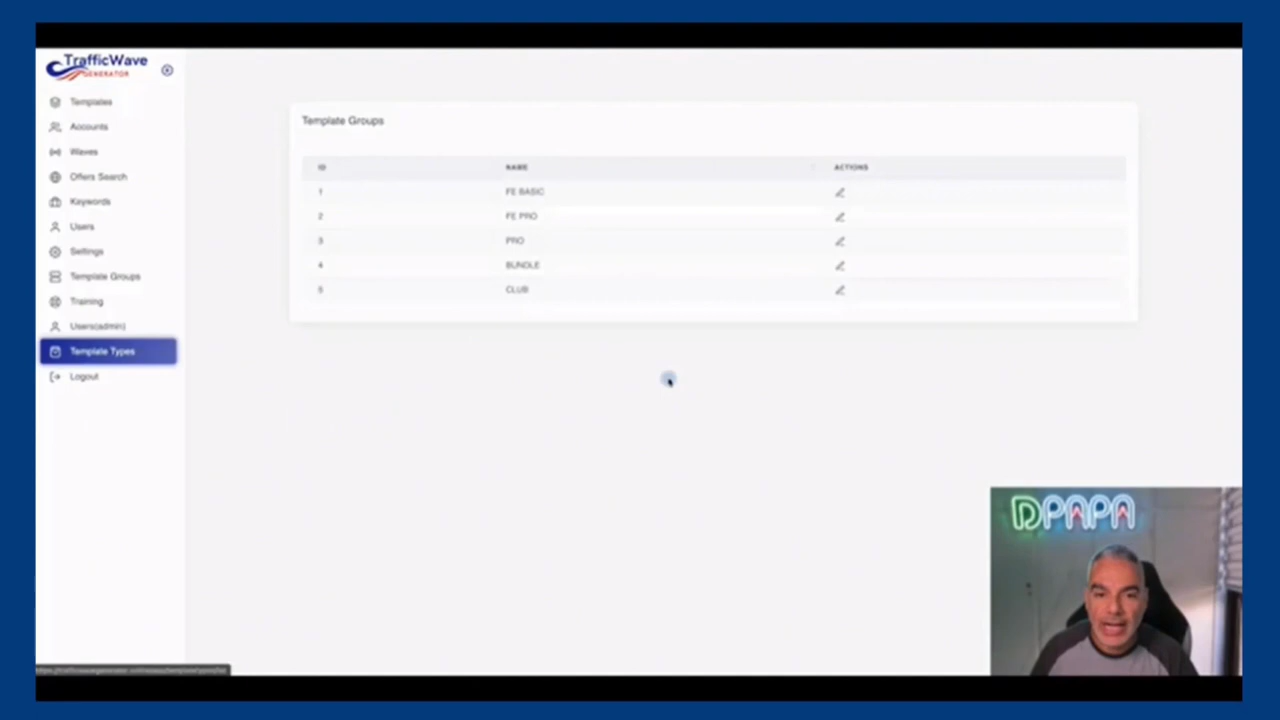 TrafficWave
GENERATOR
Templates
Accounts
Waves
Offers Search
Keywords
Users
Settings
Template Groups
Training
Users(admin)
Template Types
Logout
Template Groups
ID NAME ACTIONS
1 FE BASIC
2 FE PRO
3 PRO
4 BUNDLE
5 CLUB
DPAPA